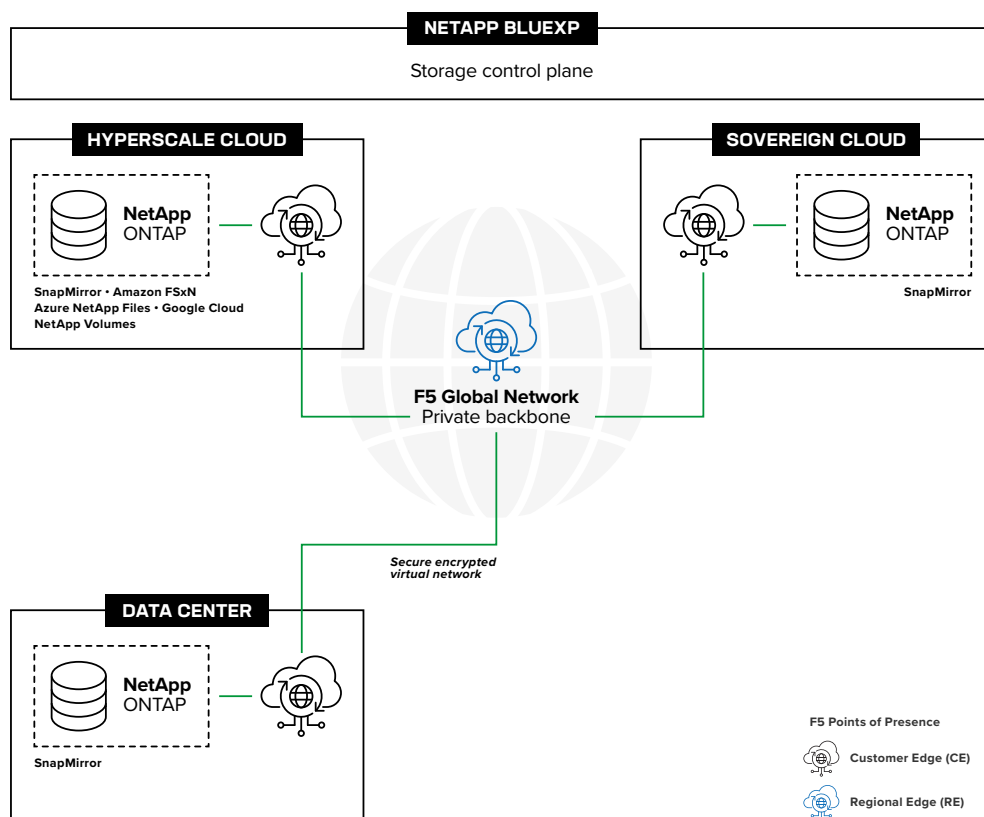 NETAPP BLUEXP
Storage control plane
HYPERSCALE CLOUD
NetApp
ONTAP
SnapMirror • Amazon FSxN
Azure NetApp Files • Google Cloud
NetApp Volumes
SOVEREIGN CLOUD
NetApp
ONTAP
SnapMirror
F5 Global Network
Private backbone
Secure encrypted
virtual network
DATA CENTER
NetApp
ONTAP
SnapMirror
F5 Points of Presence
Customer Edge (CE)
Regional Edge (RE)